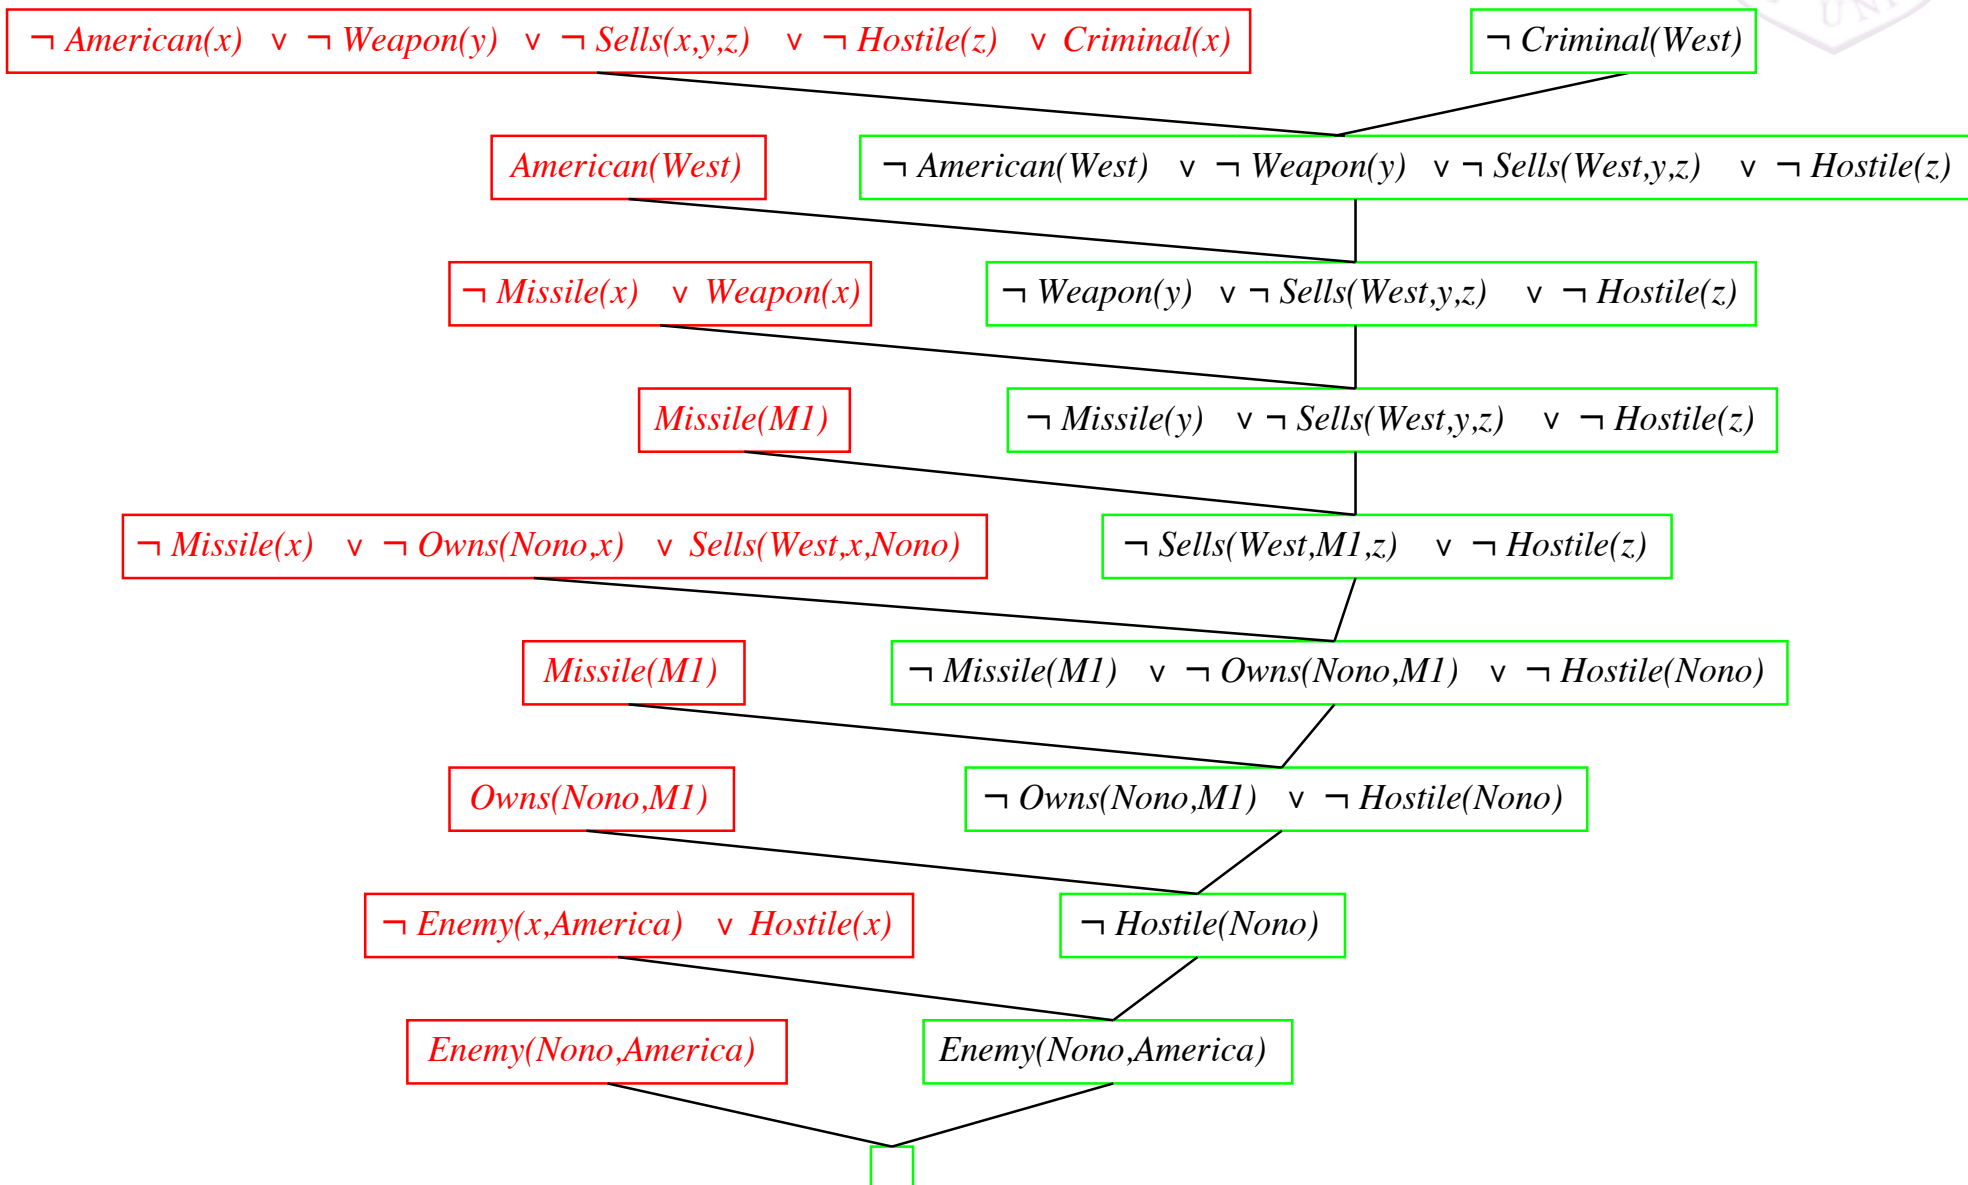 ¬ American(x) ∨ ¬ Weapon(y) ∨ ¬ Sells(x,y,z) ∨ ¬ Hostile(z) ∨ Criminal(x) ¬ Criminal(West)
American(West) ¬ American(West) ∨ ¬ Weapon(y) ∨ ¬ Sells(West,y,z) ∨ ¬ Hostile(z)
¬ Missile(x) ∨ Weapon(x) ¬ Weapon(y) ∨ ¬ Sells(West,y,z) ∨ ¬ Hostile(z)
Missile(M1) ¬ Missile(y) ∨ ¬ Sells(West,y,z) ∨ ¬ Hostile(z)
¬ Missile(x) ∨ ¬ Owns(Nono,x) ∨ Sells(West,x,Nono) ¬ Sells(West,M1,z) ∨ ¬ Hostile(z)
Missile(M1) ¬ Missile(M1) ∨ ¬ Owns(Nono,M1) ∨ ¬ Hostile(Nono)
Owns(Nono,M1) ¬ Owns(Nono,M1) ∨ ¬ Hostile(Nono)
¬ Enemy(x,America) ∨ Hostile(x) ¬ Hostile(Nono)
Enemy(Nono,America) Enemy(Nono,America)